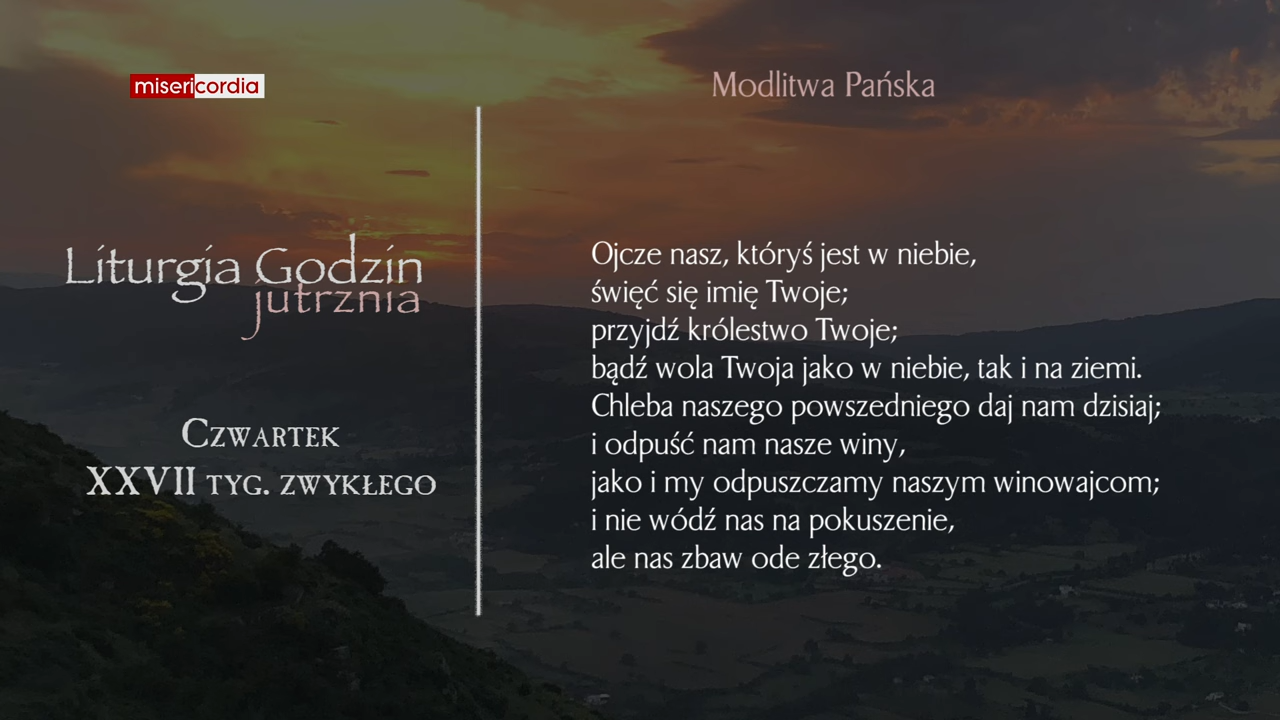 misericordia
Liturgia Godzin
jutrznia
Czwartek
XXVII tyg. zwykłego
Modlitwa Pańska
Ojcze nasz, któryś jest w niebie,
święć się imię Twoje;
przyjdź królestwo Twoje;
bądź wola Twoja jako w niebie, tak i na ziemi.
Chleba naszego powszedniego daj nam dzisiaj;
i odpuść nam nasze winy,
jako i my odpuszczamy naszym winowajcom;
i nie wódź nas na pokuszenie,
ale nas zbaw ode złego.